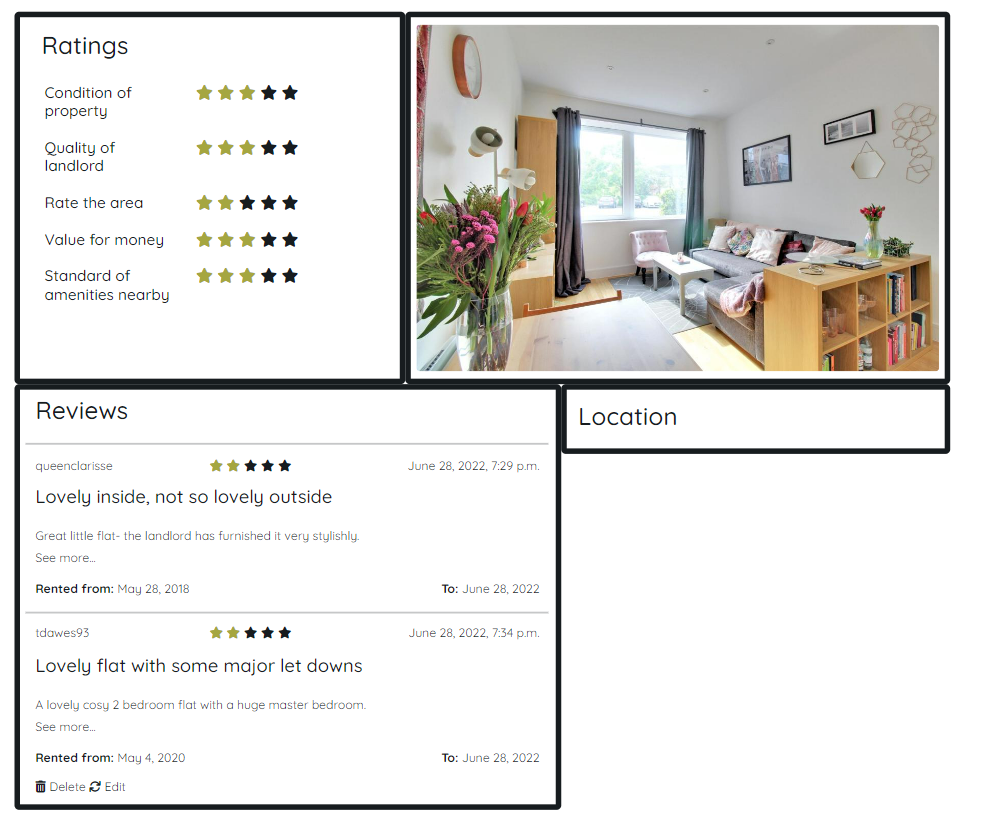 Ratings
Condition of
property
Quality of
landlord
Rate the area
Value for money
Standard of
amenities nearby
Reviews
queenclarisse
June 28, 2022, 7:29 p.m.
Lovely inside, not so lovely outside
Great little flat- the landlord has furnished it very stylishly.
See more...
Rented from: May 28, 2018
To: June 28, 2022
tdawes93
June 28, 2022, 7:34 p.m.
Lovely flat with some major let downs
A lovely cosy 2 bedroom flat with a huge master bedroom.
See more...
Rented from: May 4, 2020
To: June 28, 2022
Delete Edit
Location